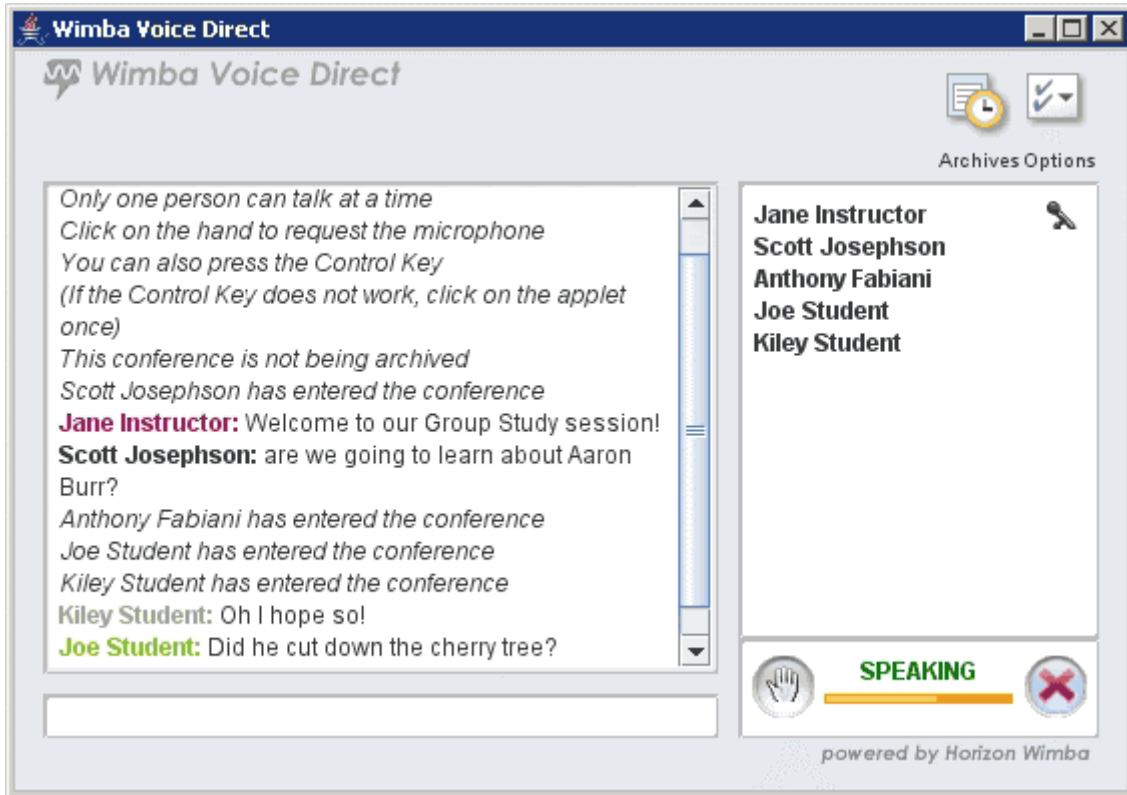 Wimba Voice Direct
Wimba Voice Direct
Archives Options
Only one person can talk at a time
Click on the hand to request the microphone
You can also press the Control Key
(If the Control Key does not work, click on the applet
once)
This conference is not being archived
Scott Josephson has entered the conference
Jane Instructor: Welcome to our Group Study session!
Scott Josephson: are we going to learn about Aaron
Burr?
Anthony Fabiani has entered the conference
Joe Student has entered the conference
Kiley Student has entered the conference
Kiley Student: Oh I hope so!
Joe Student: Did he cut down the cherry tree?
Jane Instructor
Scott Josephson
Anthony Fabiani
Joe Student
Kiley Student
SPEAKING
powered by Horizon Wimba